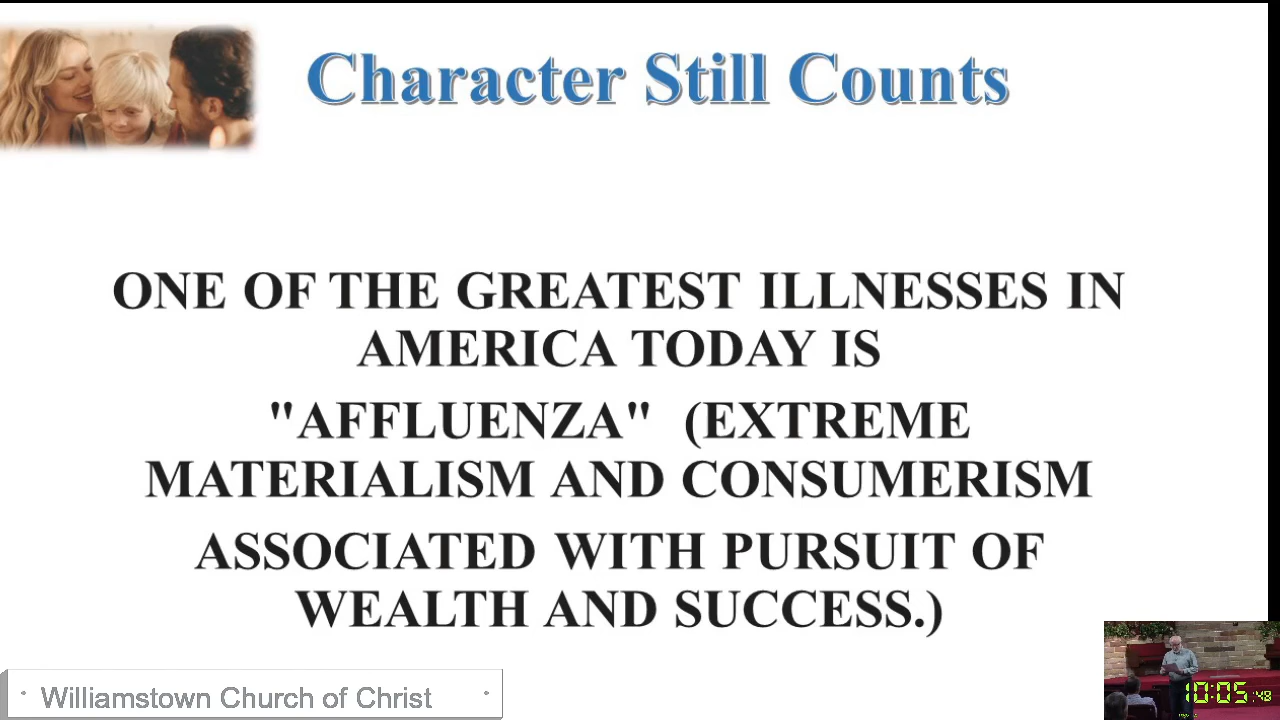 Character Still Counts
ONE OF THE GREATEST ILLNESSES IN
AMERICA TODAY IS
"AFFLUENZA" (EXTREME
MATERIALISM AND CONSUMERISM
ASSOCIATED WITH PURSUIT OF
WEALTH AND SUCCESS.)
Williamstown Church of Christ
10:05:48